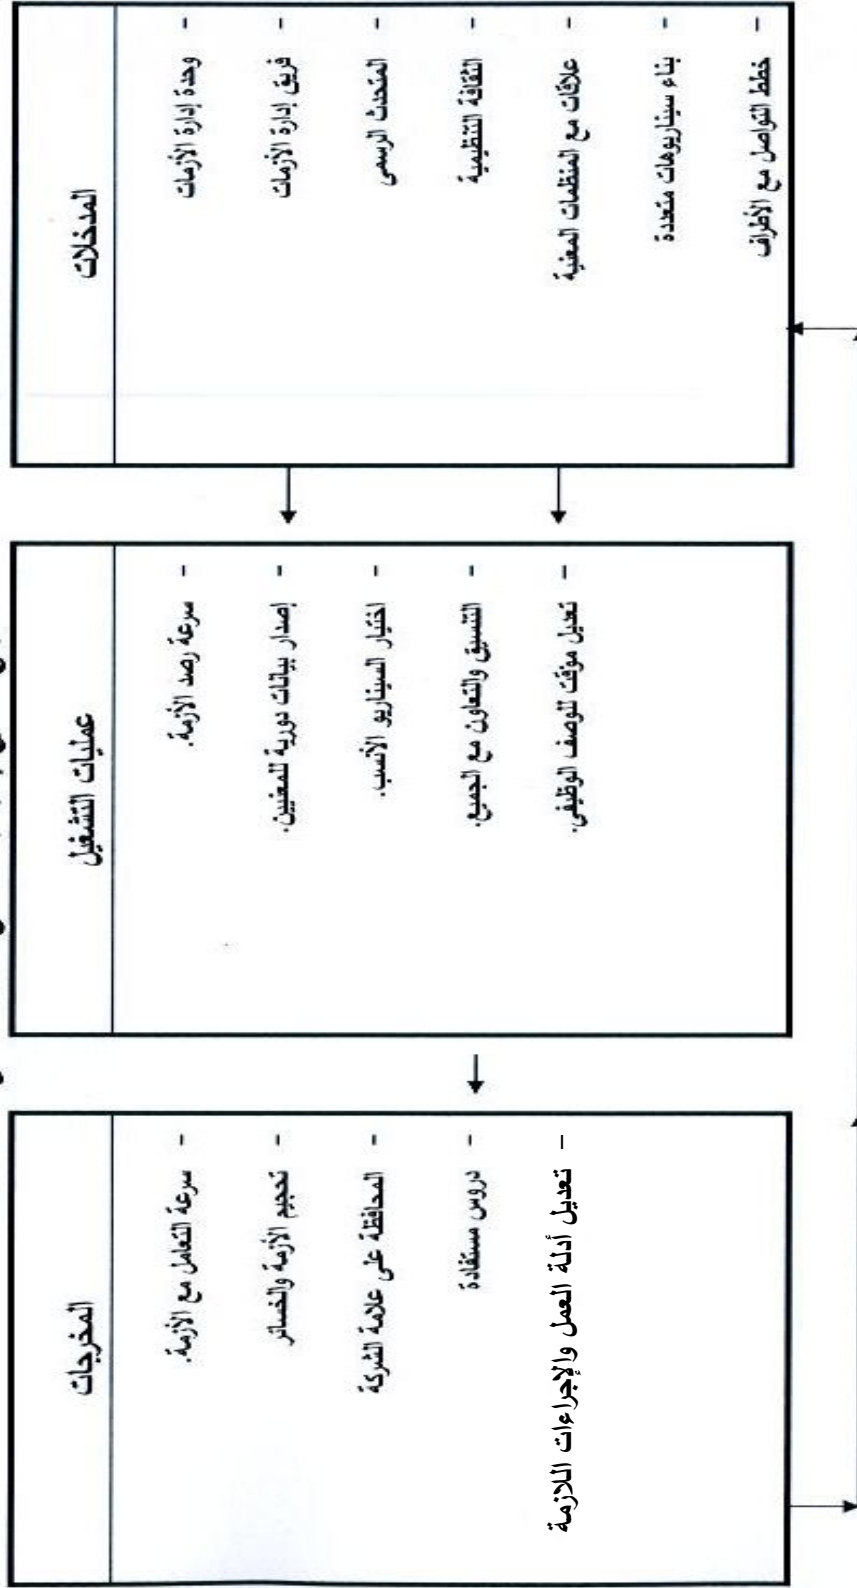 المدخلات
- وحدة إدارة الأزمات
- فريق إدارة الأزمات
- المتحدث الرسمى
- الثقافة التنظيمية
- علاقات مع المنظمات المعنية
- بناء سيناريوهات متعددة
- خطط التواصل مع الأطراف
عمليات التشغيل
- سرعة رصد الأزمة.
- إصدار بيانات دورية للمعنيين.
- اختيار السيناريو الأنسب.
- التنسيق والتعاون مع الجميع.
- تعديل مؤقت للوصف الوظيفى.
المخرجات
- سرعة التعامل مع الأزمة.
- تحجيم الأزمة والخسائر
- المحافظة على علامة الشركة
- دروس مستفادة
- تعديل أدلة العمل والإجراءات اللازمة